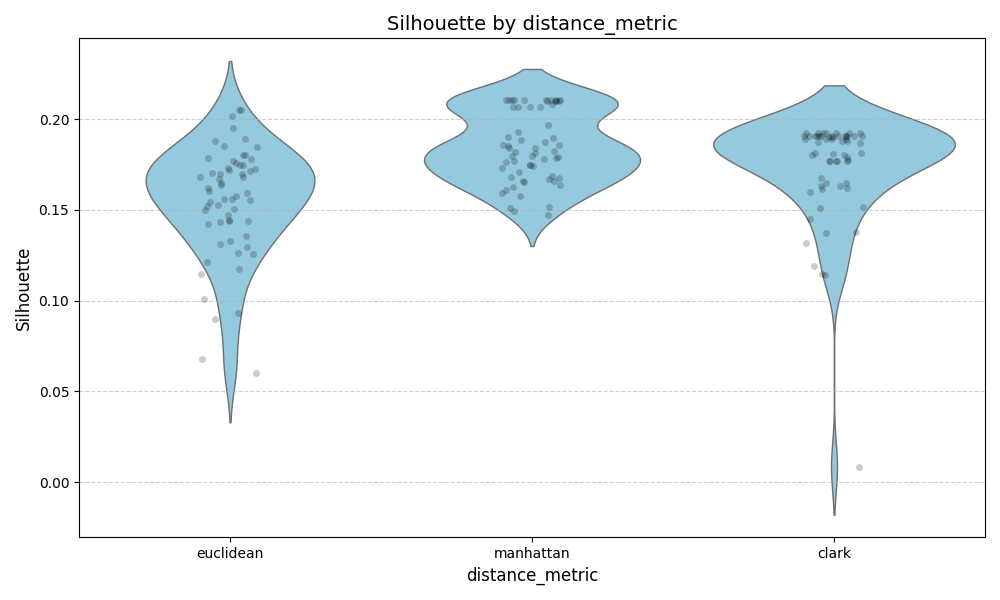 Silhouette by distance_metric
Silhouette
0.20
0.15
0.10
0.05
0.00
euclidean
manhattan
clark
distance_metric